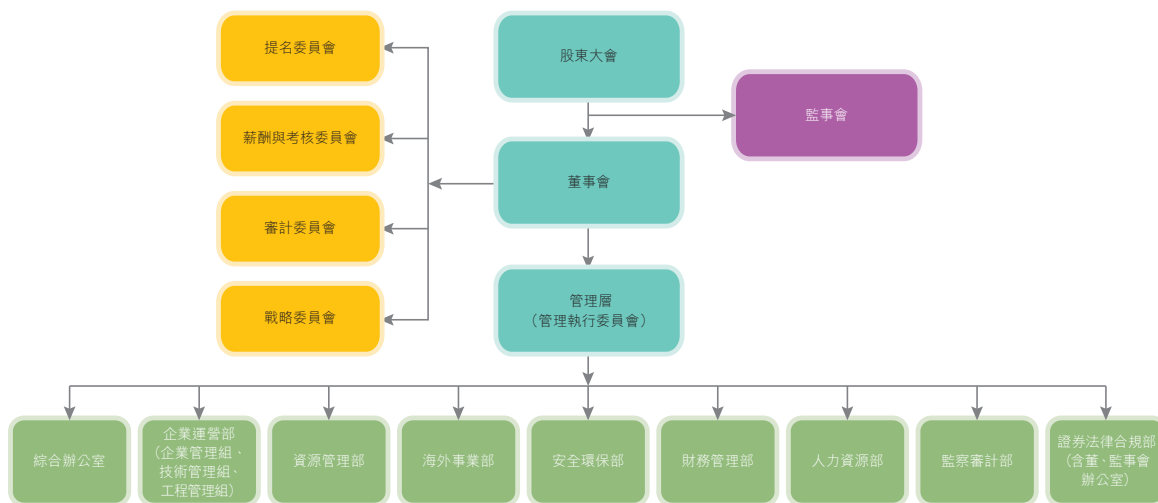 提名委員會
股東大會
監事會
薪酬與考核委員會
董事會
審計委員會
戰略委員會
管理層
（管理執行委員會）
綜合辦公室
企業運營部
（企業管理組、
技術管理組、
工程管理組）
資源管理部
海外事業部
安全環保部
財務管理部
人力資源部
監察審計部
證券法律合規部
（含董、監事會
辦公室）